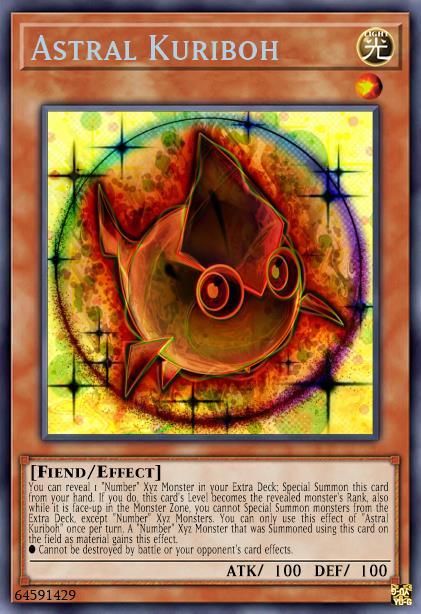 ASTRAL KURIBOH
LIGHT
光
[FIEND/EFFECT]
You can reveal 1 "Number" Xyz Monster in your Extra Deck; Special Summon this card
from your hand. If you do, this card's Level becomes the revealed monster's Rank, also
while it is face-up in the Monster Zone, you cannot Special Summon monsters from the
Extra Deck, except "Number" Xyz Monsters. You can only use this effect of "Astral
Kuriboh" once per turn. A "Number" Xyz Monster that was Summoned using this card on
the field as material gains this effect.
● Cannot be destroyed by battle or your opponent's card effects.
ATK/ 100 DEF/ 100
64591429